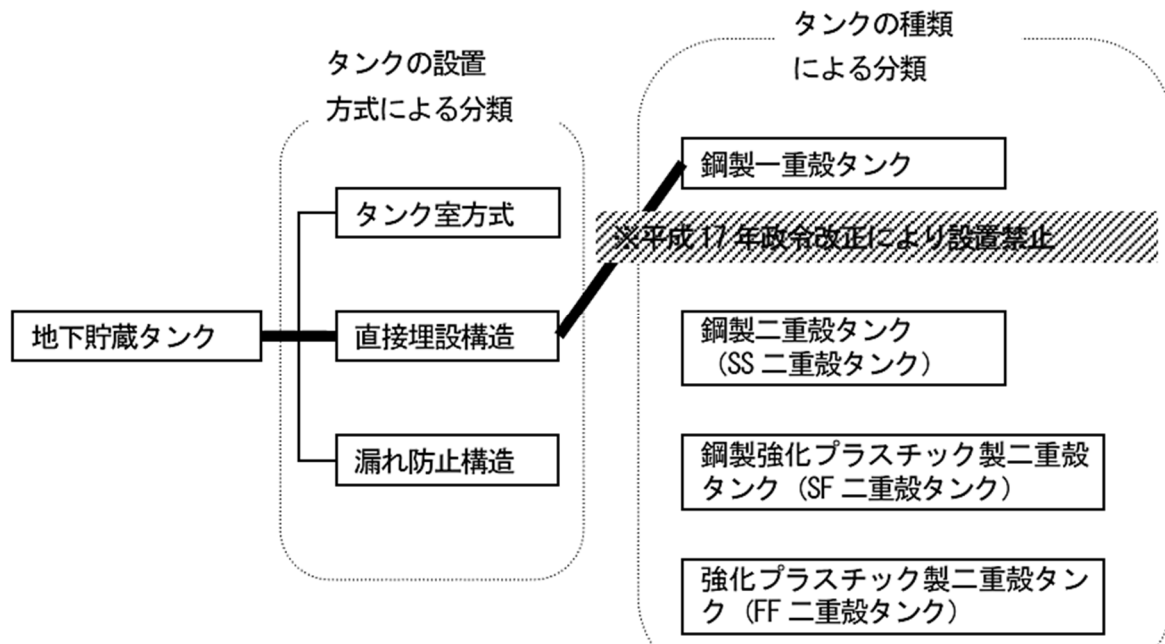 タンクの設置
方式による分類
タンクの種類
による分類
地下貯蔵タンク
タンク室方式
直接埋設構造
漏れ防止構造
鋼製一重殻タンク
※平成17年政令改正により設置禁止
鋼製二重殻タンク
（SS 二重殻タンク）
鋼製強化プラスチック製二重殻
タンク（SF 二重殻タンク）
強化プラスチック製二重殻タン
ク（FF 二重殻タンク）